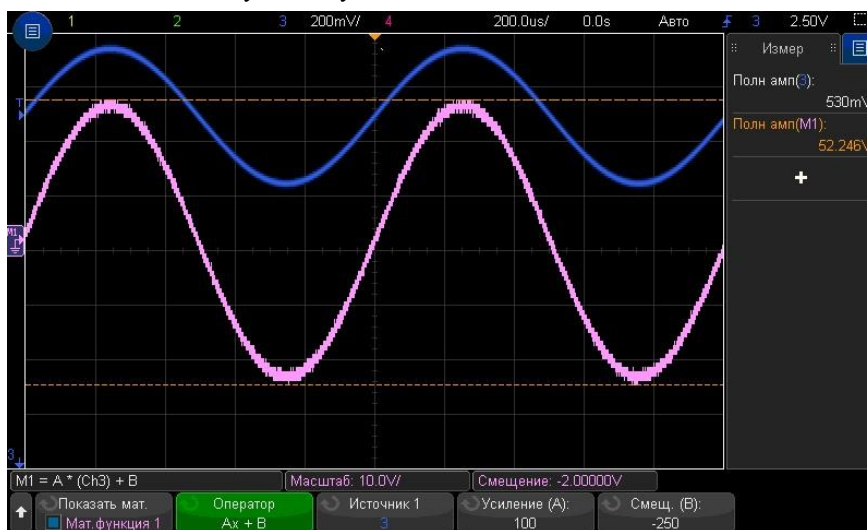 1 2 3 200mV/ 4 200.0us/ 0.0s Авто 3 2.50V
Измер
Полн амп(3):
530mV
Полн амп(M1):
52.246V
+
T
M1
3
M1 = A * (Ch3) + B Масштаб: 10.0V/ Смещение: -2.00000V
Показать мат. Оператор Источник 1 Усиление (A): Смещ. (B):
Мат.функция 1 Ax + B 3 100 -250